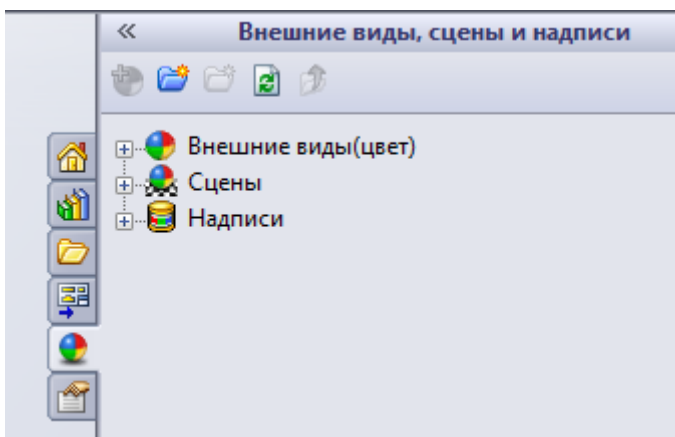 Внешние виды, сцены и надписи
Внешние виды(цвет)
Сцены
Надписи